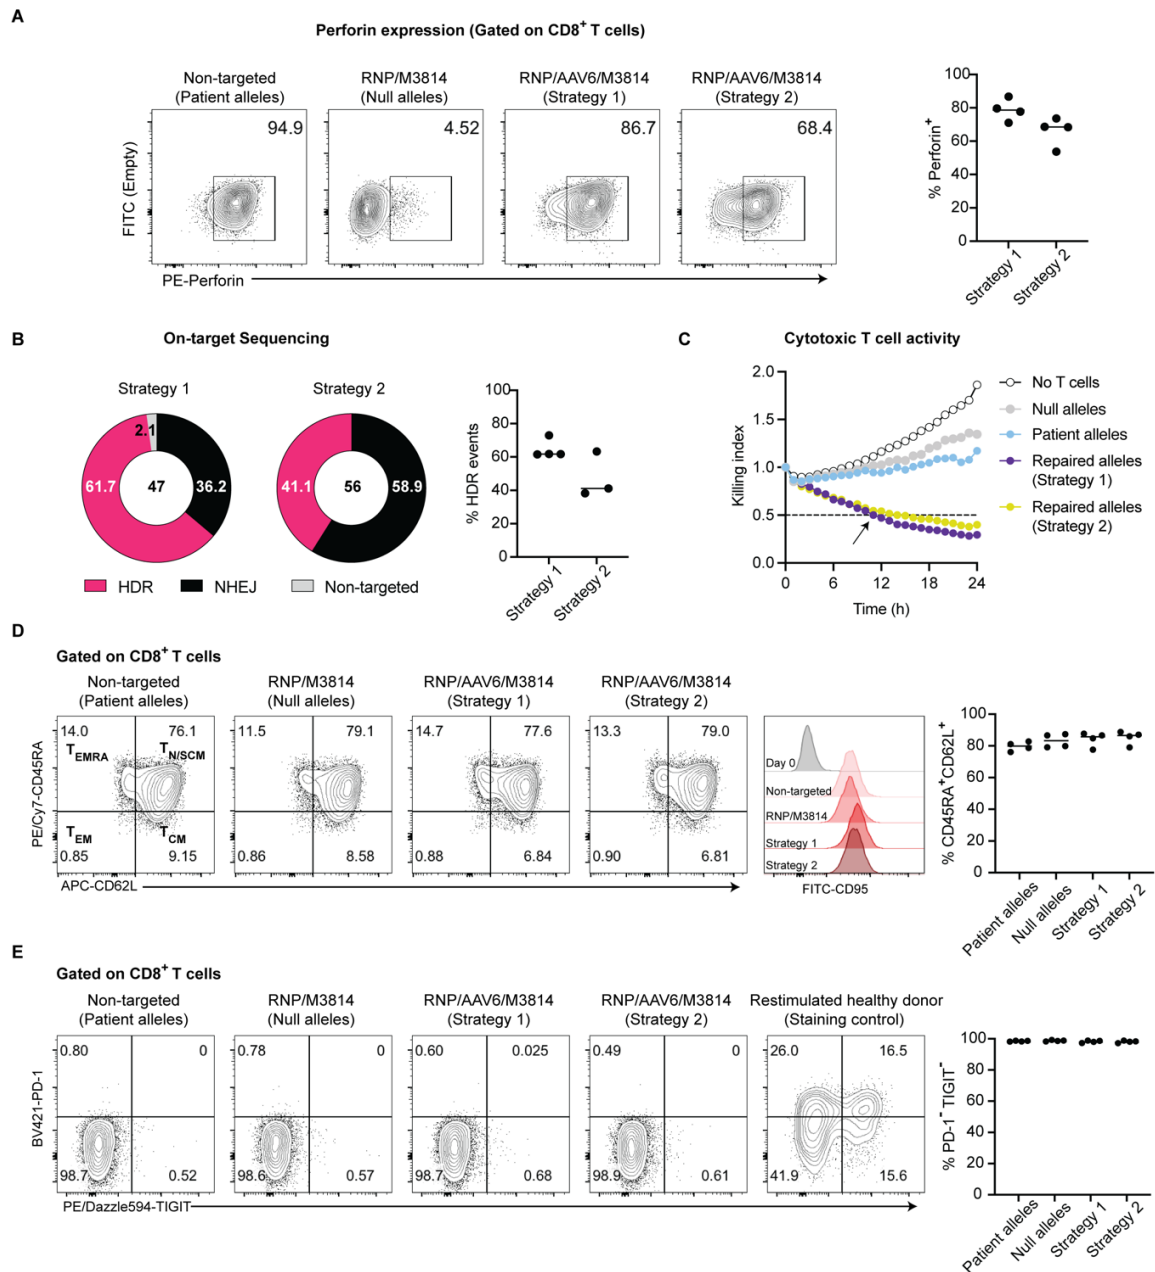 A
Perforin expression (Gated on CD8+ T cells)
Non-targeted
(Patient alleles)
RNP/M3814
(Null alleles)
RNP/AAV6/M3814
(Strategy 1)
RNP/AAV6/M3814
(Strategy 2)
94.9
4.52
86.7
68.4
FITC (Empty)
PE-Perforin
% Perforin+
100
80
60
40
20
0
Strategy 1
Strategy 2
B
On-target Sequencing
Strategy 1
Strategy 2
2.1
61.7
47
36.2
41.1
56
58.9
HDR
NHEJ
Non-targeted
% HDR events
100
80
60
40
20
0
Strategy 1
Strategy 2
C
Cytotoxic T cell activity
Killing index
2.0
1.5
1.0
0.5
0.0
0
6
12
18
24
Time (h)
No T cells
Null alleles
Patient alleles
Repaired alleles
(Strategy 1)
Repaired alleles
(Strategy 2)
D
Gated on CD8+ T cells
Non-targeted
(Patient alleles)
RNP/M3814
(Null alleles)
RNP/AAV6/M3814
(Strategy 1)
RNP/AAV6/M3814
(Strategy 2)
PE/Cy7-CD45RA
14.0
76.1
TEMRA
TN/SCM
TEM
TCM
0.85
9.15
11.5
79.1
0.86
8.58
14.7
77.6
0.88
6.84
13.3
79.0
0.90
6.81
APC-CD62L
Day 0
Non-targeted
RNP/M3814
Strategy 1
Strategy 2
FITC-CD95
% CD45RA+CD62L+
100
80
60
40
20
0
Patient alleles
Null alleles
Strategy 1
Strategy 2
E
Gated on CD8+ T cells
Non-targeted
(Patient alleles)
RNP/M3814
(Null alleles)
RNP/AAV6/M3814
(Strategy 1)
RNP/AAV6/M3814
(Strategy 2)
Restimulated healthy donor
(Staining control)
BV421-PD-1
0.80
0
98.7
0.52
0.78
0
98.6
0.57
0.60
0.025
98.7
0.68
0.49
0
98.9
0.61
26.0
16.5
41.9
15.6
PE/Dazzle594-TIGIT
% PD-1- TIGIT-
100
80
60
40
20
0
Patient alleles
Null alleles
Strategy 1
Strategy 2